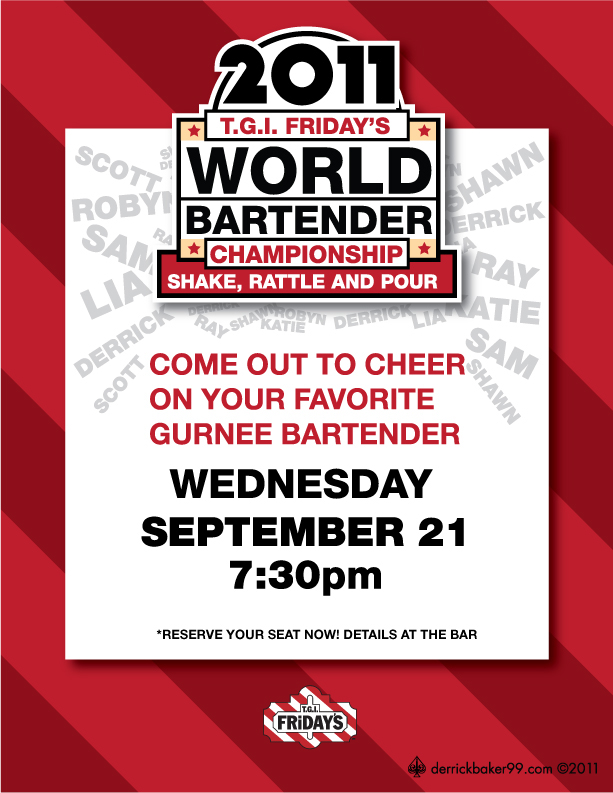 2011
T.G.I. FRIDAY'S
WORLD
BARTENDER
CHAMPIONSHIP
SHAKE, RATTLE AND POUR
SCOTT
ROBYN
SAM
LIA
DERRICK
SCOTT
DERRICK
RAY
SHAWN
ROBYN
KATIE
DERRICK
LIA
SHAWN
DERRICK
RAY
KATIE
SAM
SHAWN
COME OUT TO CHEER
ON YOUR FAVORITE
GURNEE BARTENDER
WEDNESDAY
SEPTEMBER 21
7:30pm
*RESERVE YOUR SEAT NOW! DETAILS AT THE BAR
T.G.I.
FRiDAY'S
derrickbaker99.com ©2011